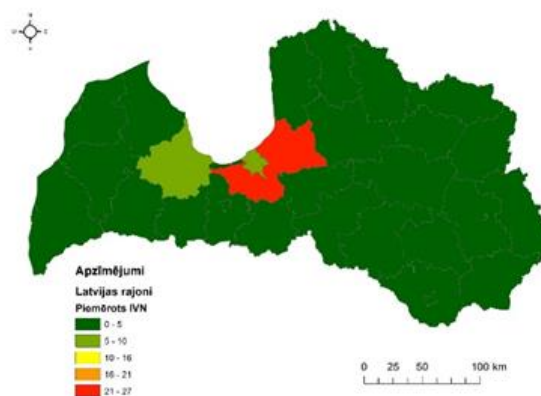 Apzīmējumi
Latvijas rajoni
Piemērots IVN
0 - 5
5 - 10
10 - 16
16 - 21
21 - 27
0 25 50 100 km